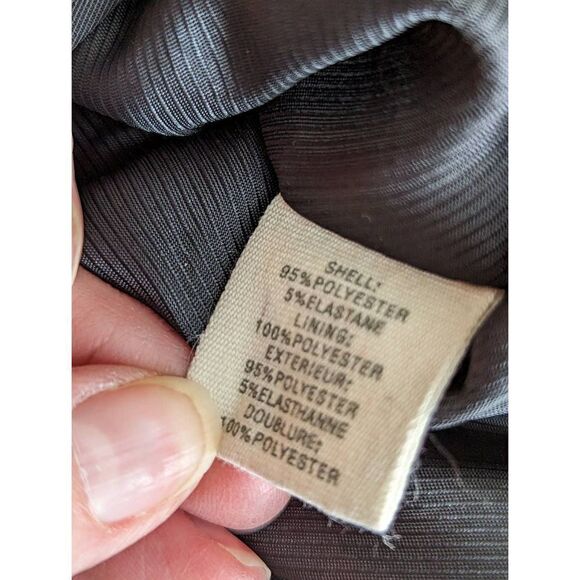 SHELL:
95%POLYESTER
5%ELASTANE
LINING:
100%POLYESTER
EXTERIEUR:
95%POLYESTER
5%ELASTHANNE
DOUBLURE:
100%POLYESTER